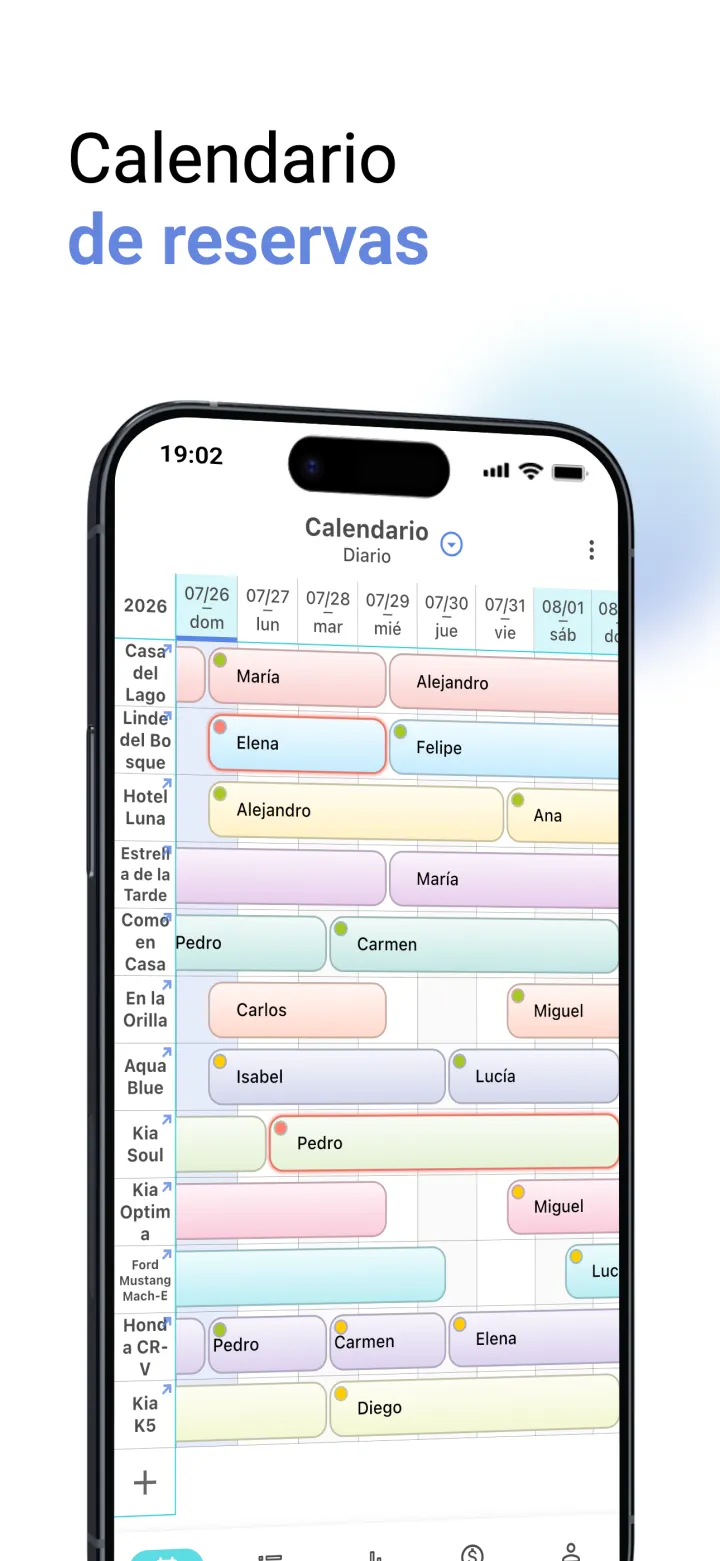 Calendario
de reservas
19:02
Calendario
Diario
2026
07/26
dom
07/27
lun
07/28
mar
07/29
mié
07/30
jue
07/31
vie
08/01
sáb
08
Casa
del
Lago
María
Alejandro
Linde
del Bo
sque
Elena
Felipe
Hotel
Luna
Alejandro
Ana
Estrell
a de la
Tarde
María
Como
en
Casa
Pedro
Carmen
En la
Orilla
Carlos
Miguel
Aqua
Blue
Isabel
Lucía
Kia
Soul
Pedro
Kia
Optim
a
Miguel
Ford
Mustang
Mach-E
Luc
Hond
a CR-
V
Pedro
Carmen
Elena
Kia
K5
Diego